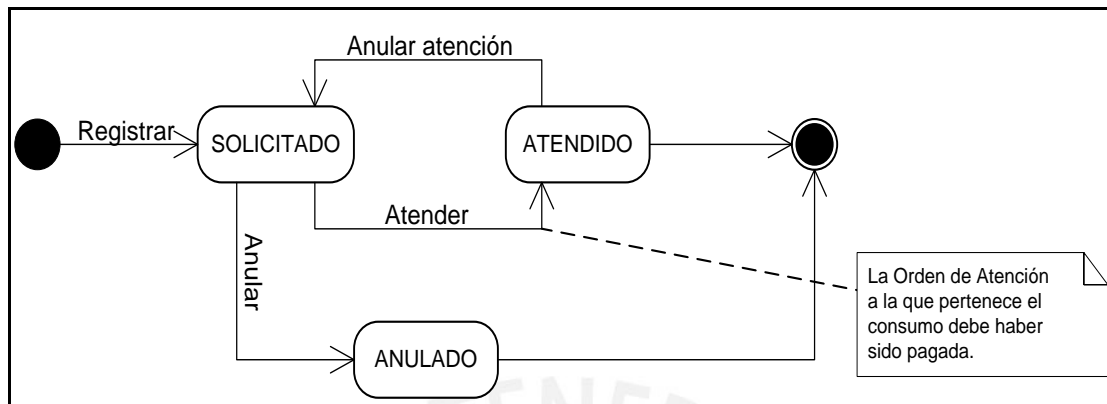 Anular atención
Registrar
SOLICITADO
ATENDIDO
Atender
Anular
La Orden de Atención
a la que pertenece el
consumo debe haber
sido pagada.
ANULADO